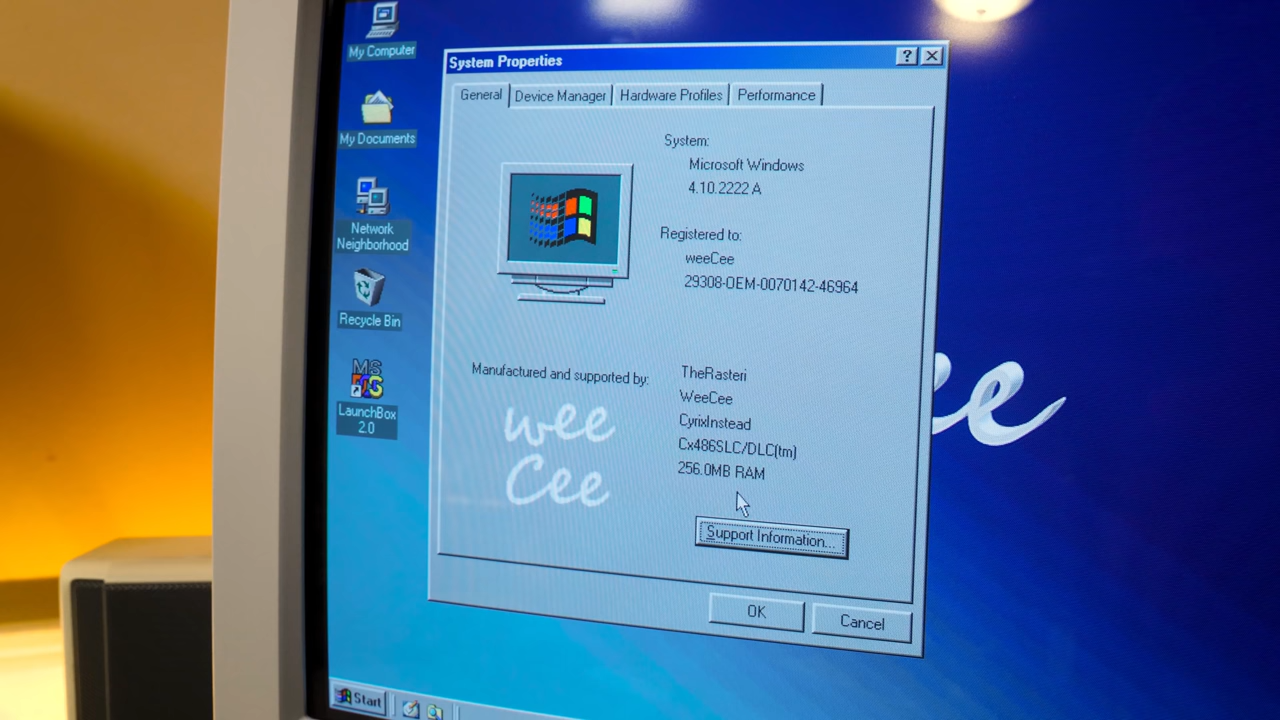 My Computer
My Documents
Network
Neighborhood
Recycle Bin
MS
LaunchBox
2.0
System Properties
General
Device Manager
Hardware Profiles
Performance
System:
Microsoft Windows
4.10.2222 A
Registered to:
weeCee
29308-OEM-0070142-46964
Manufactured and supported by:
TheRasteri
WeeCee
CyrixInstead
Cx486SLC/DLC(tm)
256.0MB RAM
wee
Cee
Support Information...
OK
Cancel
ee
Start